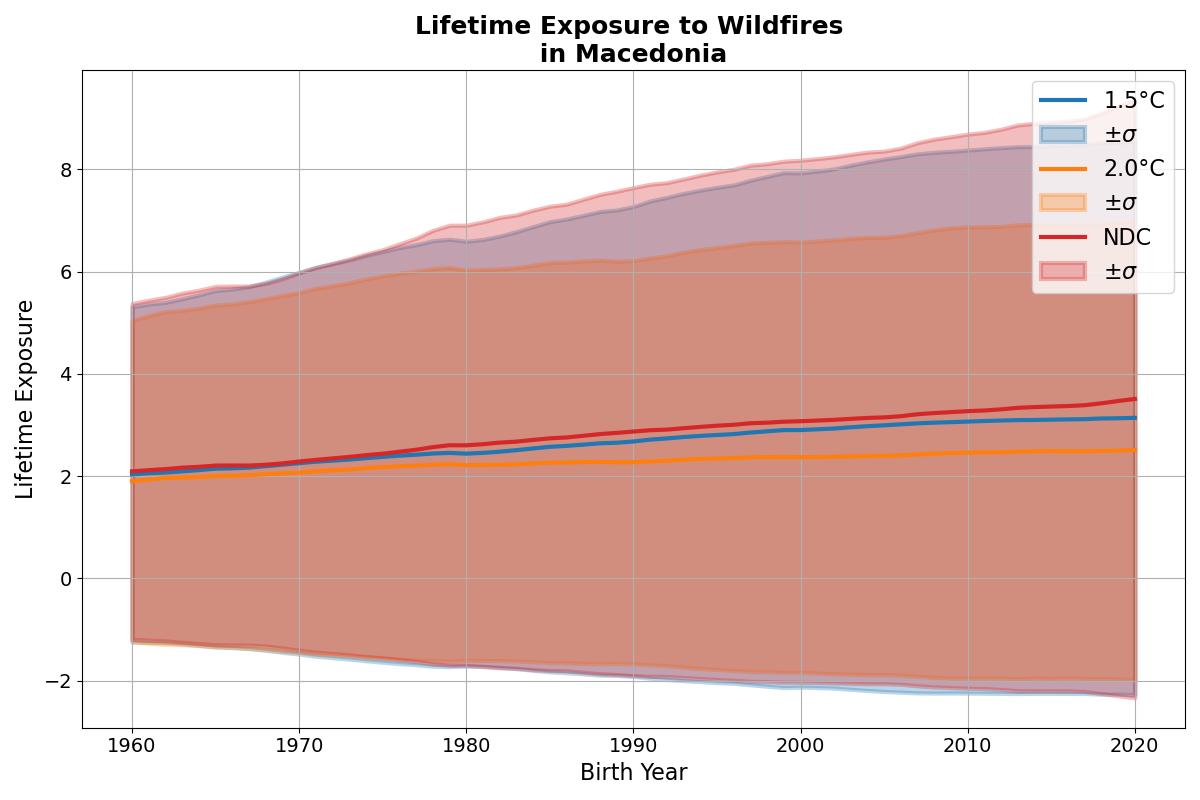 Lifetime Exposure to Wildfires
in Macedonia
Lifetime Exposure
8
6
4
2
0
−2
1960
1970
1980
1990
2000
2010
2020
Birth Year
1.5°C
±σ
2.0°C
±σ
NDC
±σ